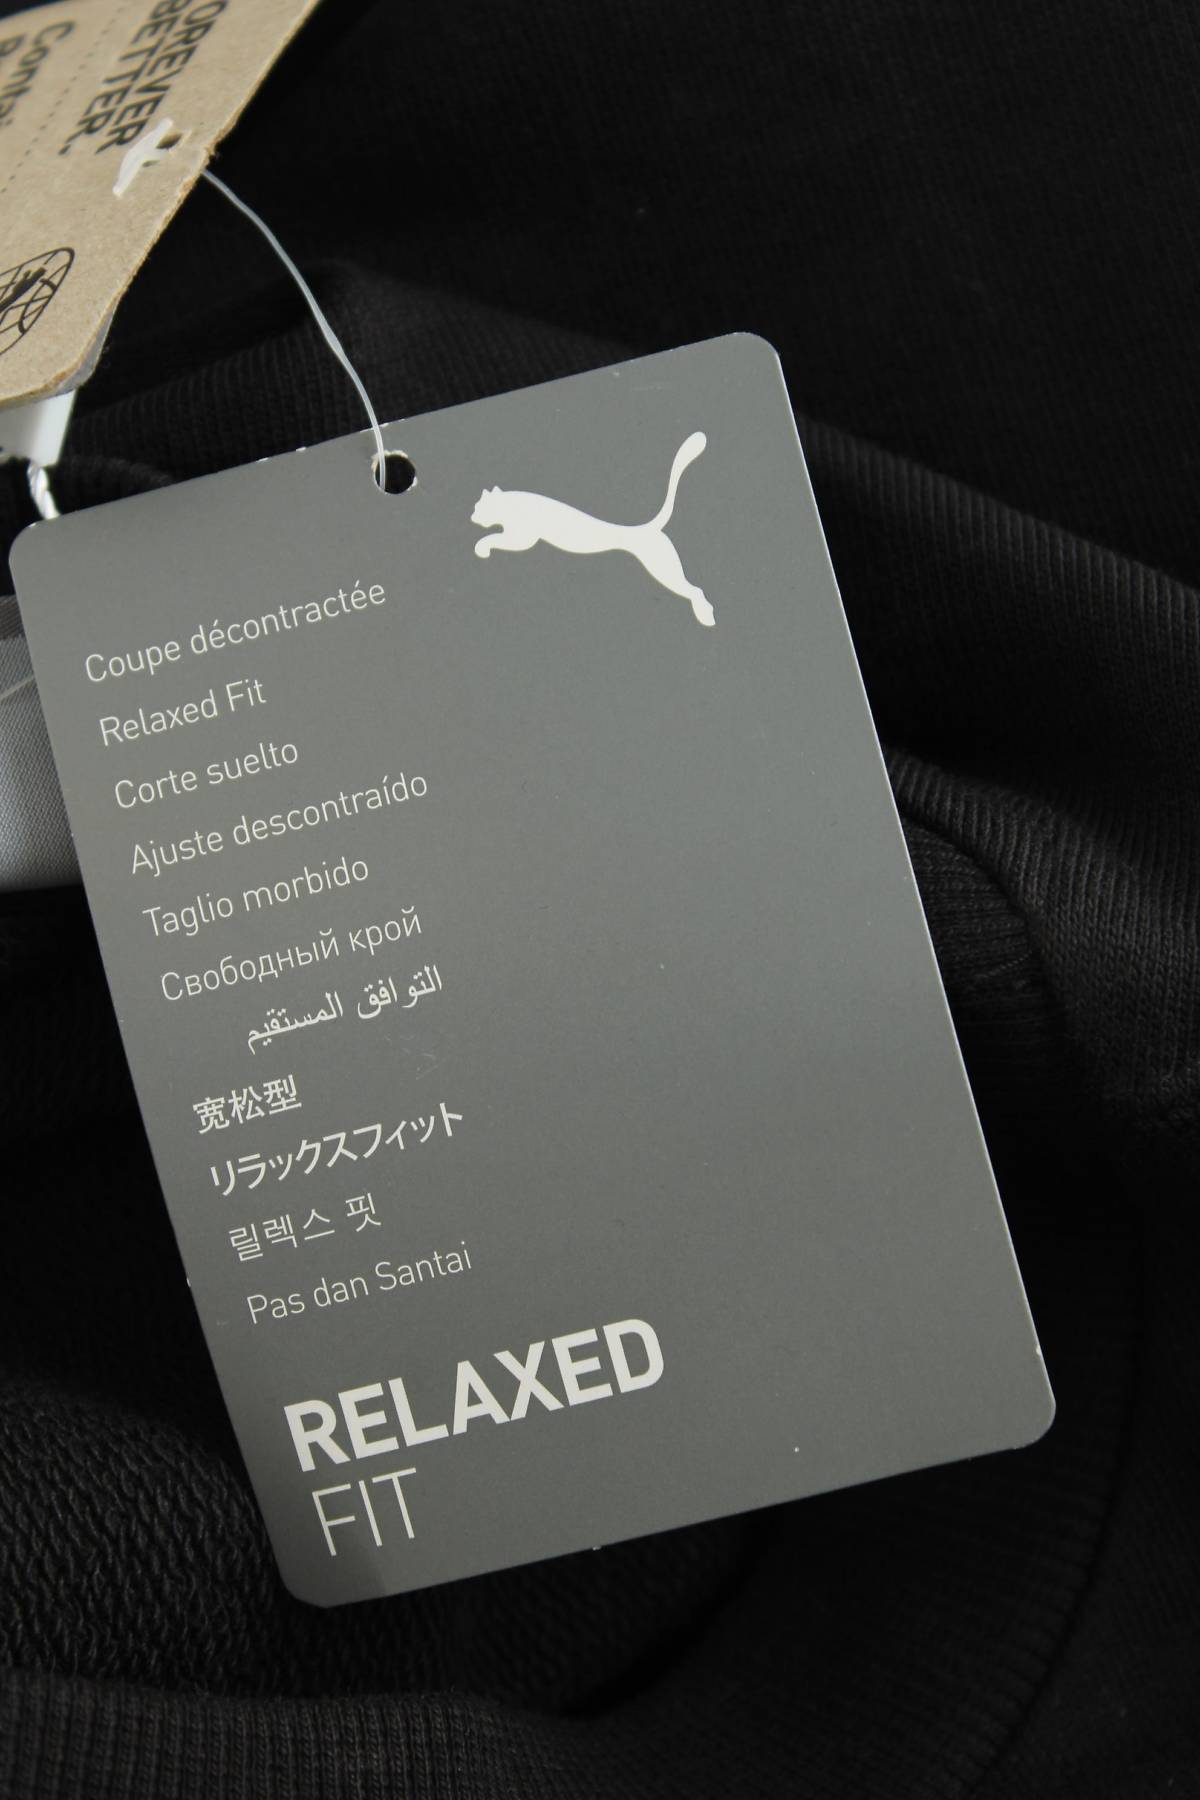 FOREVER
BETTER.
Coupe décontractée
Relaxed Fit
Corte suelto
Ajuste descontraído
Taglio morbido
Свободный крой
التوافق المستقيم
宽松型
リラックスフィット
릴렉스 핏
Pas dan Santai
RELAXED
FIT